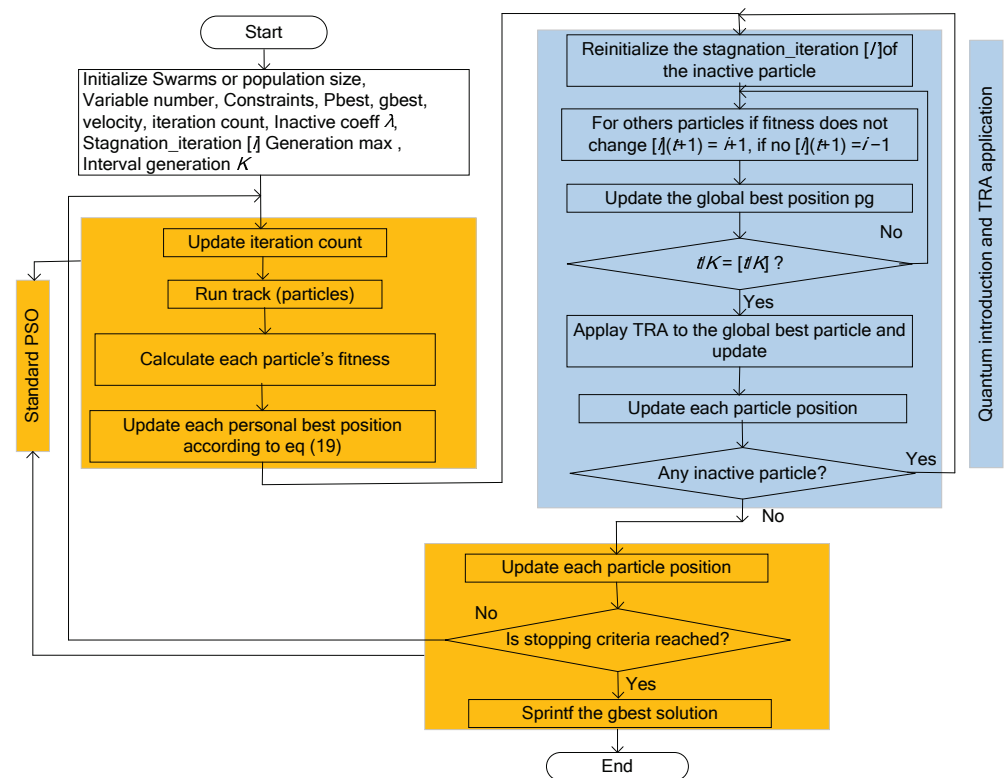 Start
Initialize Swarms or population size,
Variable number, Constraints, Pbest, gbest,
velocity, iteration count, Inactive coeff λ,
Stagnation_iteration [i] Generation max ,
Interval generation K
Update iteration count
Run track (particles)
Calculate each particle's fitness
Update each personal best position
according to eq (19)
Standard PSO
Reinitialize the stagnation_iteration [i]of
the inactive particle
For others particles if fitness does not
change [i](t+1) = i+1, if no [i](t+1) =i−1
Update the global best position pg
No
t/K = [t/K] ?
Yes
Applay TRA to the global best particle and
update
Update each particle position
Any inactive particle?
Yes
No
Quantum introduction and TRA application
Update each particle position
No
Is stopping criteria reached?
Yes
Sprintf the gbest solution
End